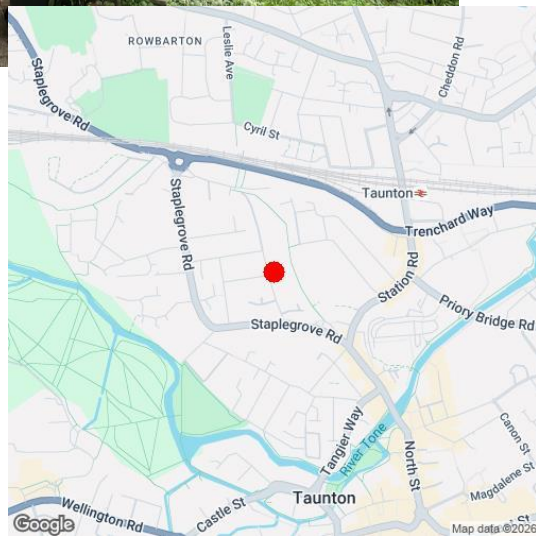 ROWBARTON
Leslie Ave
Cheddon Rd
Staplegrove Rd
Cyril St
Taunton
Trenchard Way
Staplegrove Rd
Station Rd
Priory Bridge Rd
Staplegrove Rd
Tangier Way
River Tone
North St
Canon St
Magdalene St
Taunton
Castle St
Wellington Rd
Google
Map data ©2026